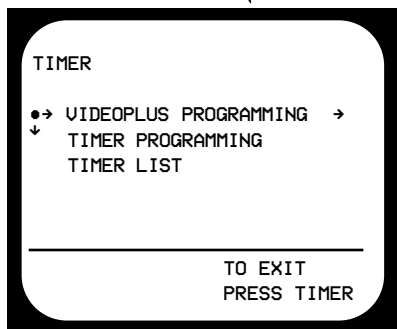 TIMER
●→ VIDEOPLUS PROGRAMMING →
↓ TIMER PROGRAMMING
TIMER LIST
TO EXIT
PRESS TIMER